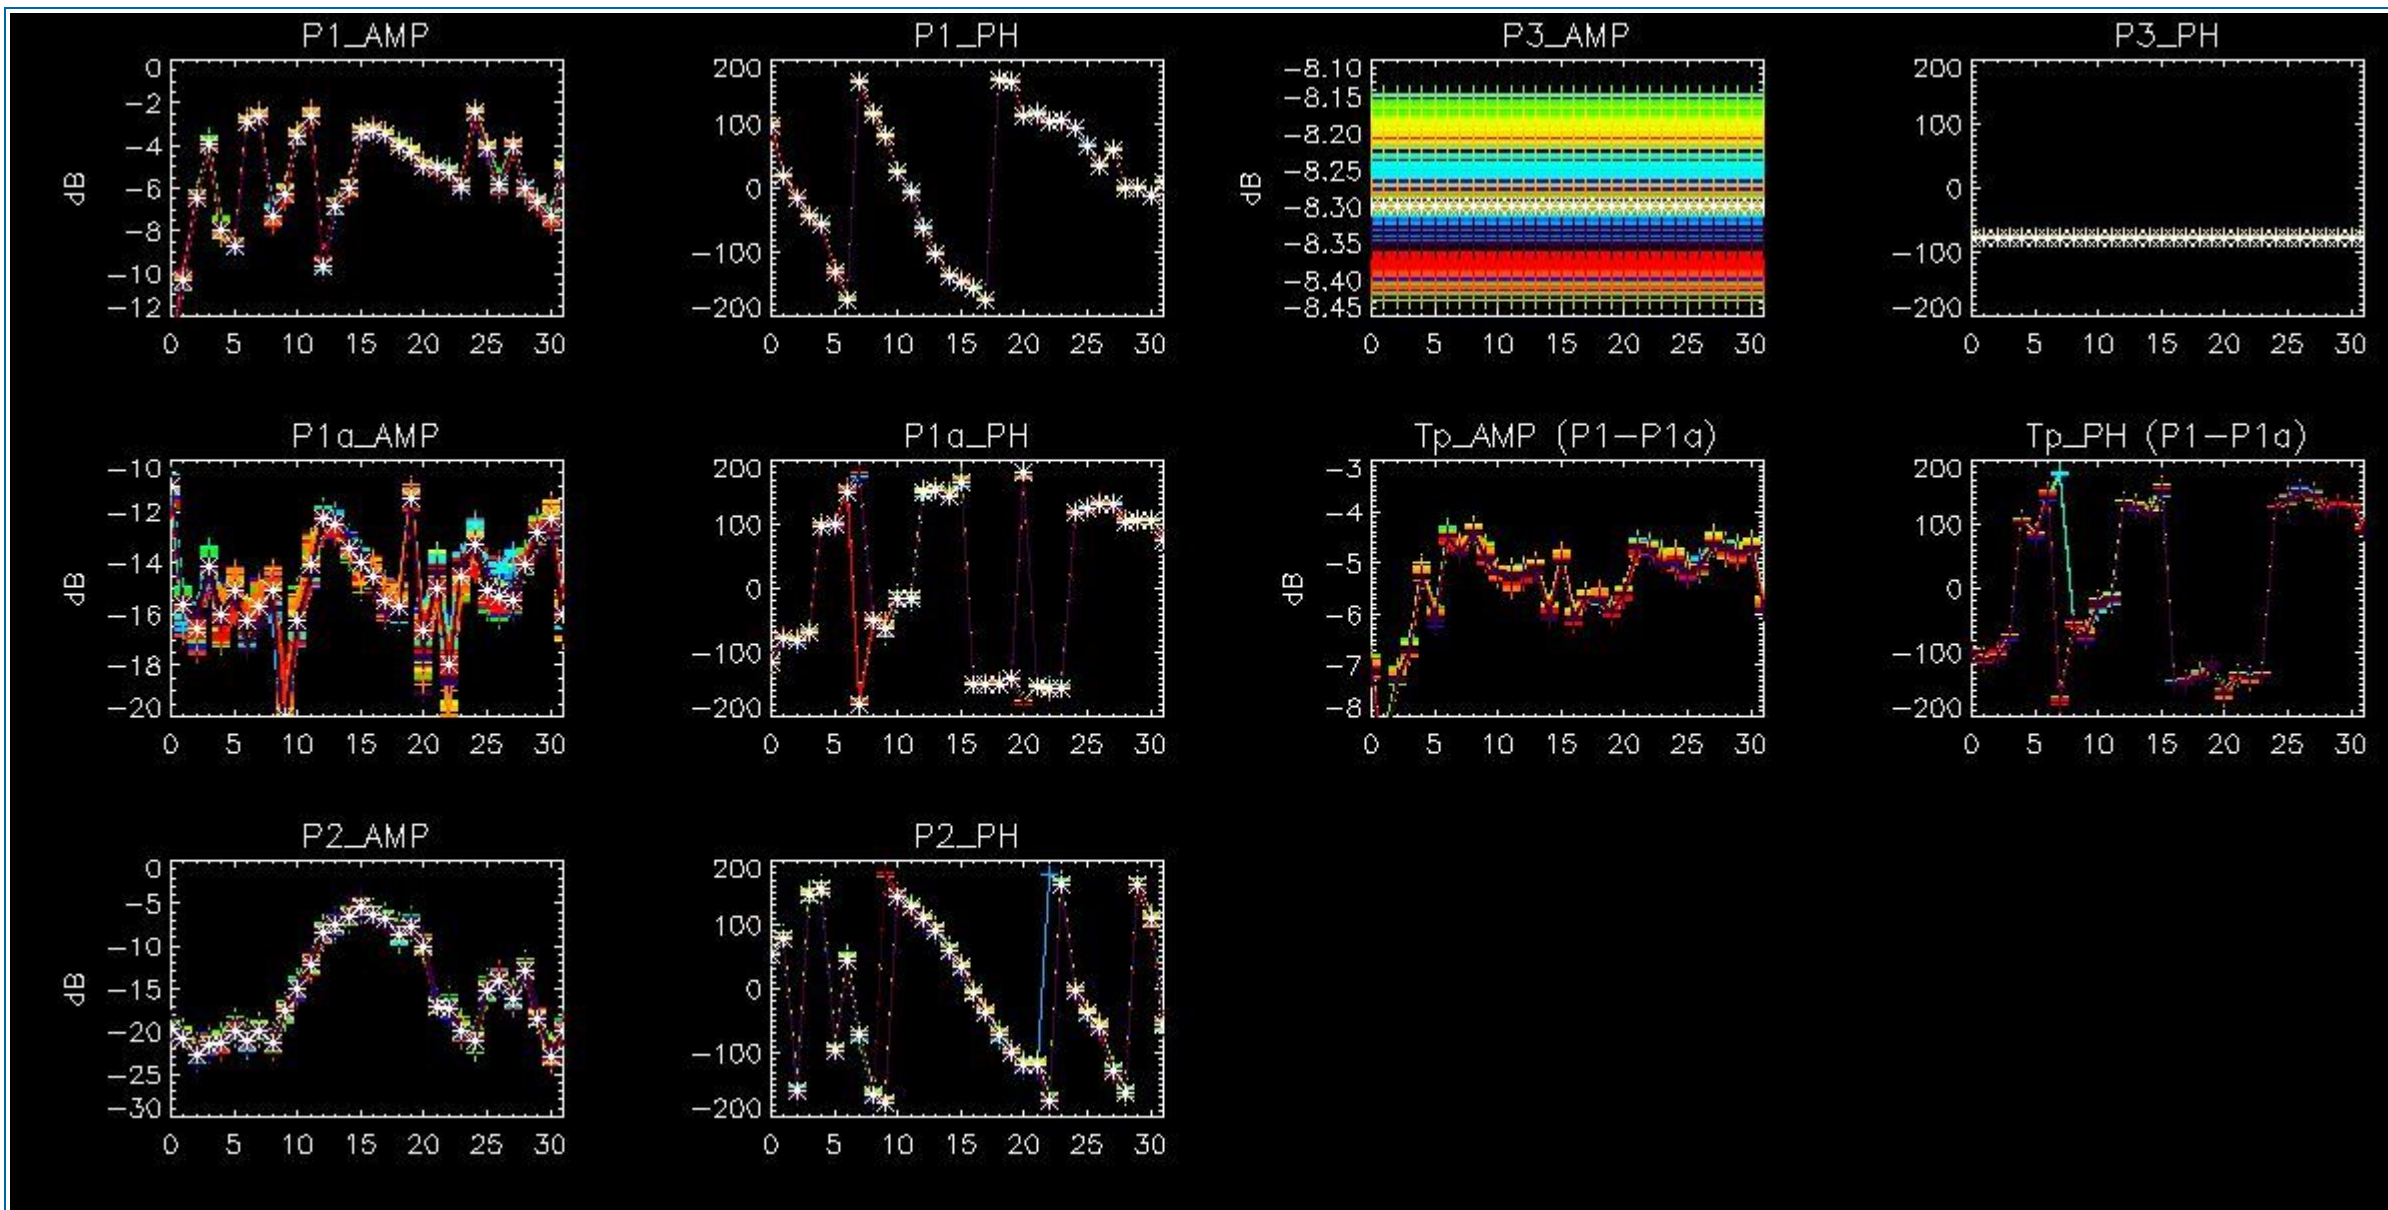 P1_AMP
0
−2
−4
−6
−8
−10
−12
dB
0 5 10 15 20 25 30
P1_PH
200
100
0
−100
−200
0 5 10 15 20 25 30
P3_AMP
−8.10
−8.15
−8.20
−8.25
−8.30
−8.35
−8.40
−8.45
dB
0 5 10 15 20 25 30
P3_PH
200
100
0
−100
−200
0 5 10 15 20 25 30
P1a_AMP
−10
−12
−14
−16
−18
−20
dB
0 5 10 15 20 25 30
P1a_PH
200
100
0
−100
−200
0 5 10 15 20 25 30
Tp_AMP (P1−P1a)
−3
−4
−5
−6
−7
−8
dB
0 5 10 15 20 25 30
Tp_PH (P1−P1a)
200
100
0
−100
−200
0 5 10 15 20 25 30
P2_AMP
0
−5
−10
−15
−20
−25
−30
dB
0 5 10 15 20 25 30
P2_PH
200
100
0
−100
−200
0 5 10 15 20 25 30